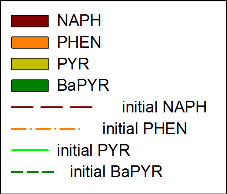 NAPH
PHEN
PYR
BaPYR
initial NAPH
initial PHEN
initial PYR
initial BaPYR